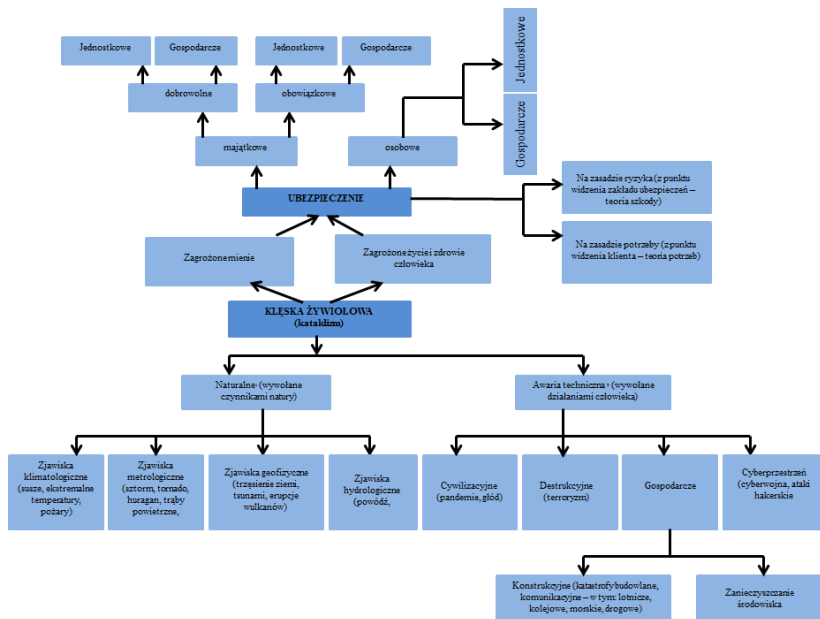 Jednostkowe
Gospodarcze
Jednostkowe
Gospodarcze
Jednostkowe
Gospodarcze
dobrowolne
obowiązkowe
majątkowe
osobowe
UBEZPIECZENIE
Na zasadzie ryzyka (z punktu
widzenia zakładu ubezpieczeń –
teoria szkody)
Na zasadzie potrzeby (z punktu
widzenia klienta – teoria potrzeb)
Zagrożone mienie
Zagrożone życie i zdrowie
człowieka
KLĘSKA ŻYWIOŁOWA
(kataklizm)
Naturalne (wywołane
czynnikami natury)
Awaria techniczna (wywołane
działaniami człowieka)
Zjawiska
klimatologiczne
(susze, ekstremalne
temperatury,
pożary)
Zjawiska
metrologiczne
(sztorm, tornado,
huragan, trąby
powietrzne,
Zjawiska geofizyczne
(trzęsienie ziemi,
tsunami, erupcje
wulkanów)
Zjawiska
hydrologiczne
(powódź,
Cywilizacyjne
(pandemie, głód)
Destrukcyjne
(terroryzm)
Gospodarcze
Cyberprzestrzeń
(cyberwojna, ataki
hakerskie
Konstrukcyjne (katastrofy budowlane,
komunikacyjne – w tym: lotnicze,
kolejowe, morskie, drogowe)
Zanieczyszczanie
środowiska